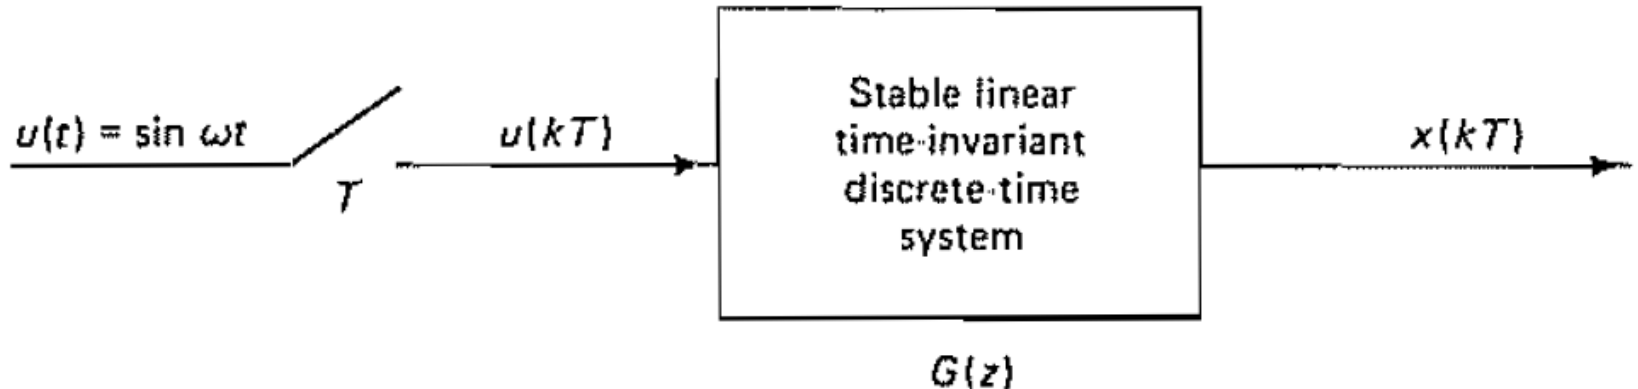 u(t) = sin ωt
T
u(kT)
Stable linear
time-invariant
discrete-time
system
x(kT)
G(z)